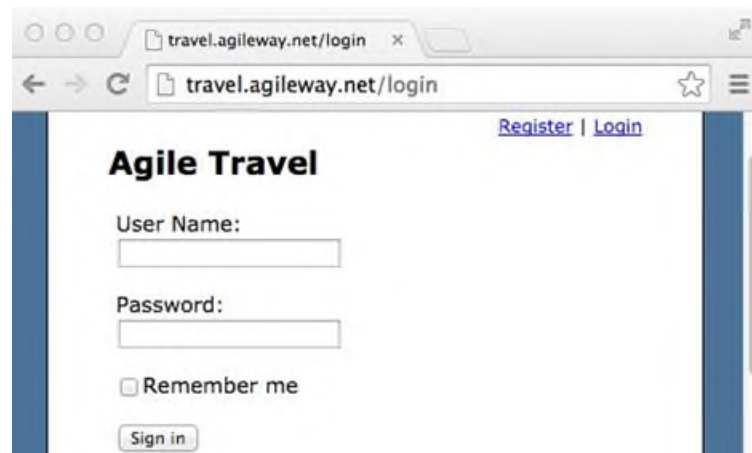 travel.agileway.net/login
travel.agileway.net/login
Register | Login
Agile Travel
User Name:
Password:
Remember me
Sign in